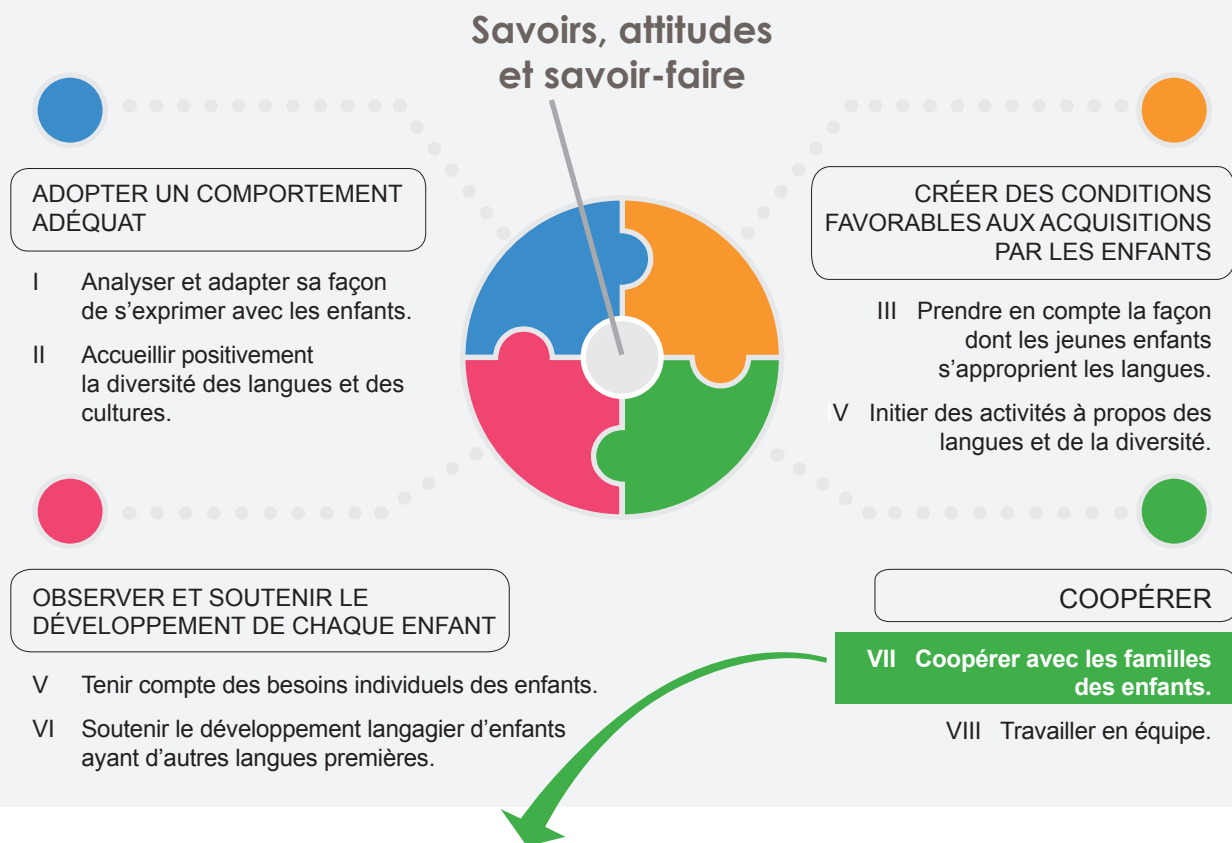 Savoirs, attitudes
et savoir-faire
ADOPTER UN COMPORTEMENT
ADÉQUAT
I Analyser et adapter sa façon
de s’exprimer avec les enfants.
II Accueillir positivement
la diversité des langues et des
cultures.
CRÉER DES CONDITIONS
FAVORABLES AUX ACQUISITIONS
PAR LES ENFANTS
III Prendre en compte la façon
dont les jeunes enfants
s’approprient les langues.
V Initier des activités à propos des
langues et de la diversité.
OBSERVER ET SOUTENIR LE
DÉVELOPPEMENT DE CHAQUE ENFANT
V Tenir compte des besoins individuels des enfants.
VI Soutenir le développement langagier d’enfants
ayant d’autres langues premières.
COOPÉRER
VII Coopérer avec les familles
des enfants.
VIII Travailler en équipe.